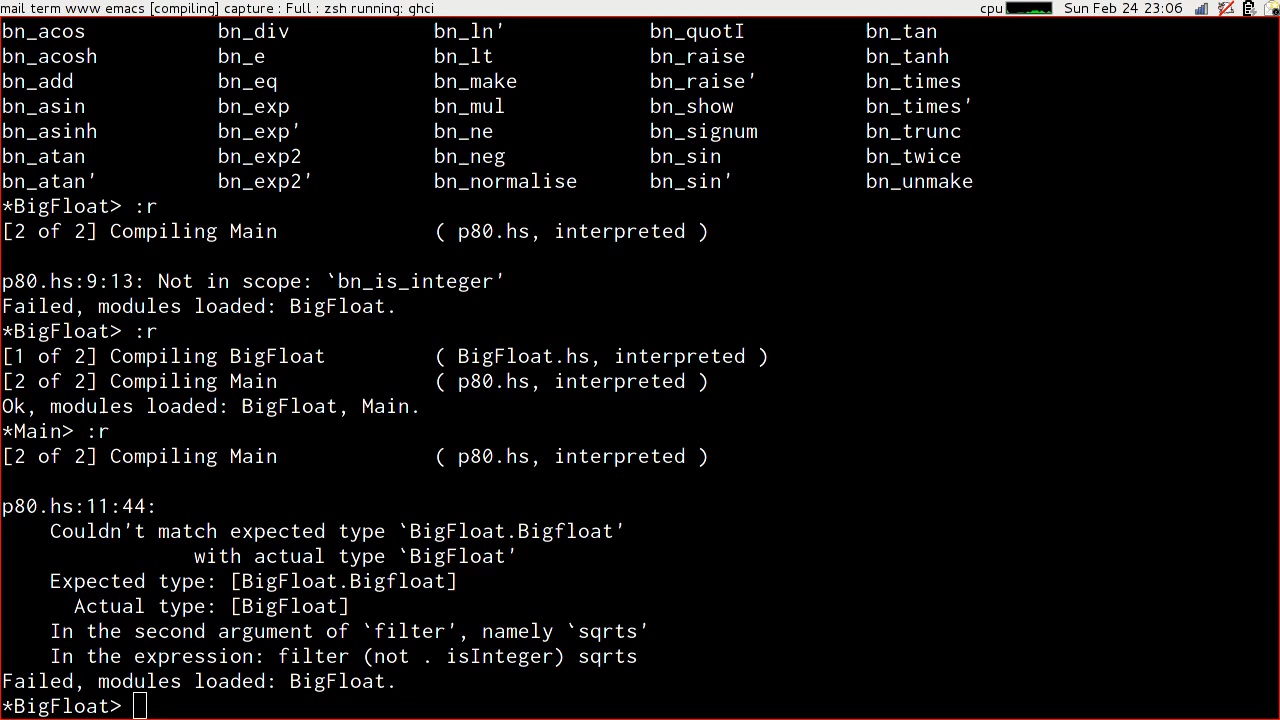 mail term www emacs [compiling] capture : Full : zsh running: ghci cpu Sun Feb 24 23:06
bn_acos bn_div bn_ln' bn_quotI bn_tan
bn_acosh bn_e bn_lt bn_raise bn_tanh
bn_add bn_eq bn_make bn_raise' bn_times
bn_asin bn_exp bn_mul bn_show bn_times'
bn_asinh bn_exp' bn_ne bn_signum bn_trunc
bn_atan bn_exp2 bn_neg bn_sin bn_twice
bn_atan' bn_exp2' bn_normalise bn_sin' bn_unmake
*BigFloat> :r
[2 of 2] Compiling Main ( p80.hs, interpreted )
p80.hs:9:13: Not in scope: `bn_is_integer'
Failed, modules loaded: BigFloat.
*BigFloat> :r
[1 of 2] Compiling BigFloat ( BigFloat.hs, interpreted )
[2 of 2] Compiling Main ( p80.hs, interpreted )
Ok, modules loaded: BigFloat, Main.
*Main> :r
[2 of 2] Compiling Main ( p80.hs, interpreted )
p80.hs:11:44:
Couldn't match expected type `BigFloat.Bigfloat'
with actual type `BigFloat'
Expected type: [BigFloat.Bigfloat]
Actual type: [BigFloat]
In the second argument of `filter', namely `sqrts'
In the expression: filter (not . isInteger) sqrts
Failed, modules loaded: BigFloat.
*BigFloat>